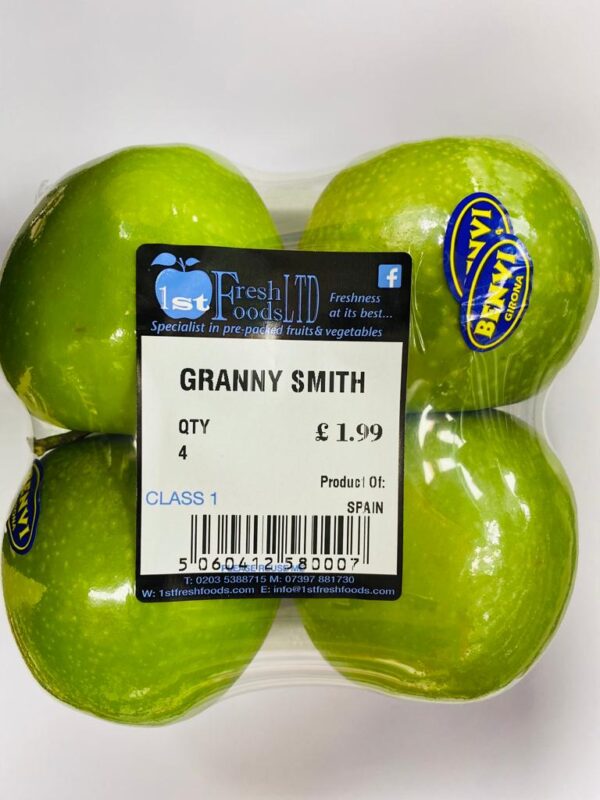 1st Fresh Foods LTD
Freshness
at its best...
Specialist in pre-packed fruits & vegetables
GRANNY SMITH
QTY
4
£ 1.99
Product Of:
SPAIN
CLASS 1
5 060412 580007
T: 0203 5388715 M: 07397 881730
W: 1stfreshfoods.com E: info@1stfreshfoods.com
BENVI
GIRONA